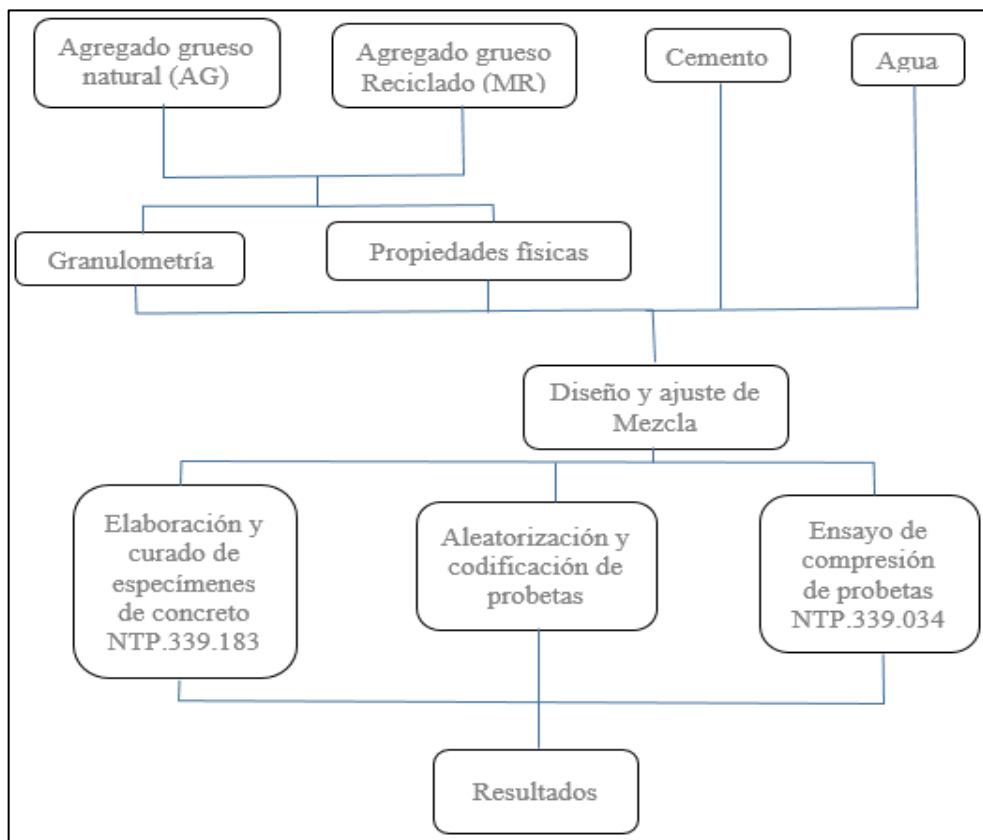 Agregado grueso
natural (AG)
Agregado grueso
Reciclado (MR)
Cemento
Agua
Granulometría
Propiedades físicas
Diseño y ajuste de
Mezcla
Elaboración y
curado de
especímenes
de concreto
NTP.339.183
Aleatorización y
codificación de
probetas
Ensayo de
compresión
de probetas
NTP.339.034
Resultados